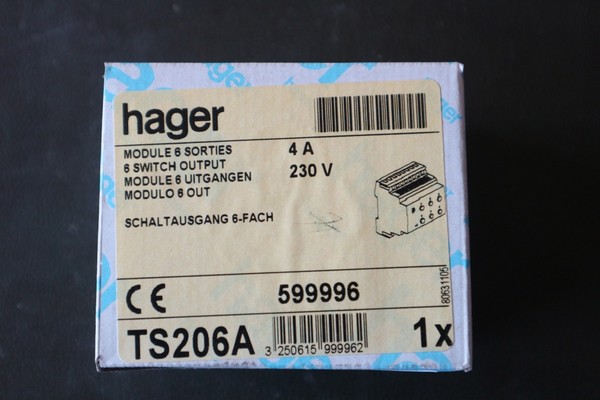 hager
MODULE 6 SORTIES 4 A
6 SWITCH OUTPUT 230 V
MODULE 6 UITGANGEN
MODULO 6 OUT
SCHALTAUSGANG 6-FACH
80631105
CE 599996
TS206A 3 250615 999962 1x